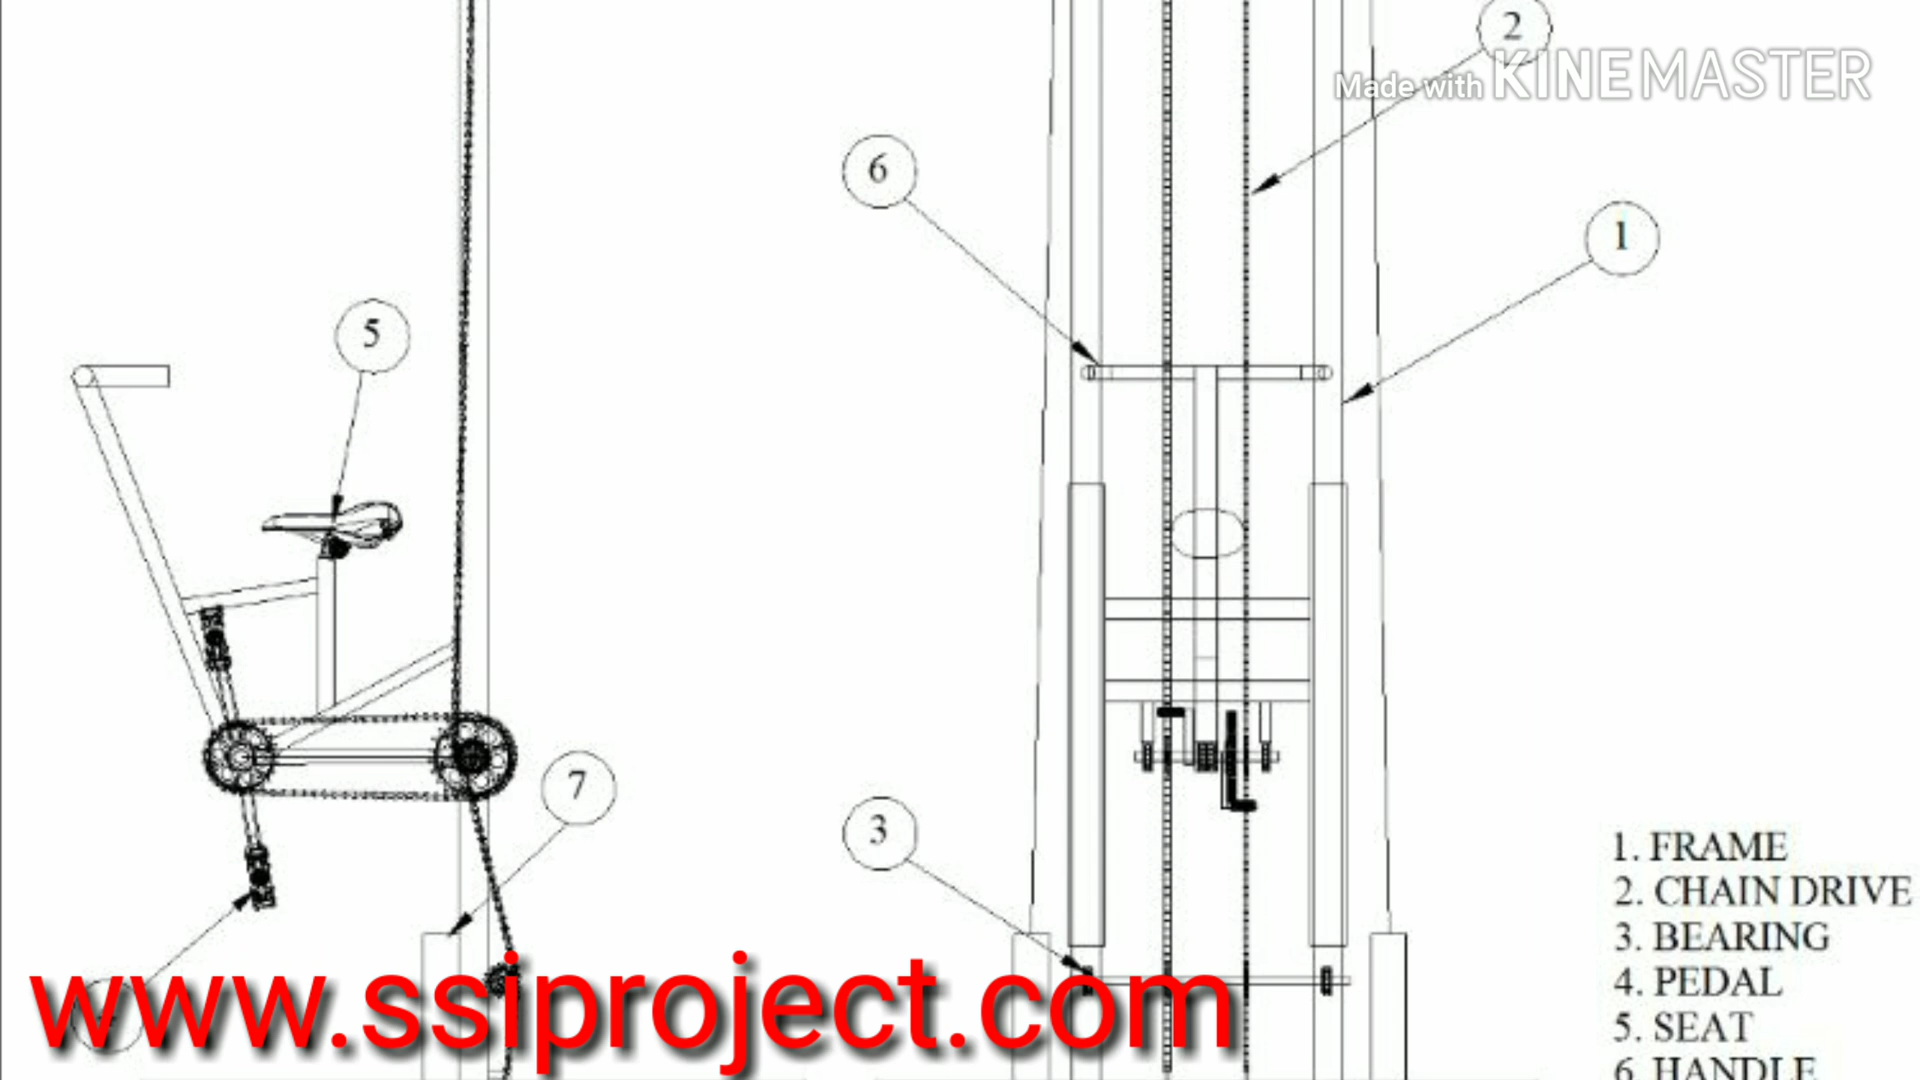 2
Made with KINEMASTER
6
1
5
7
3
1. FRAME
2. CHAIN DRIVE
3. BEARING
4. PEDAL
5. SEAT
6. HANDLE
www.ssiproject.com